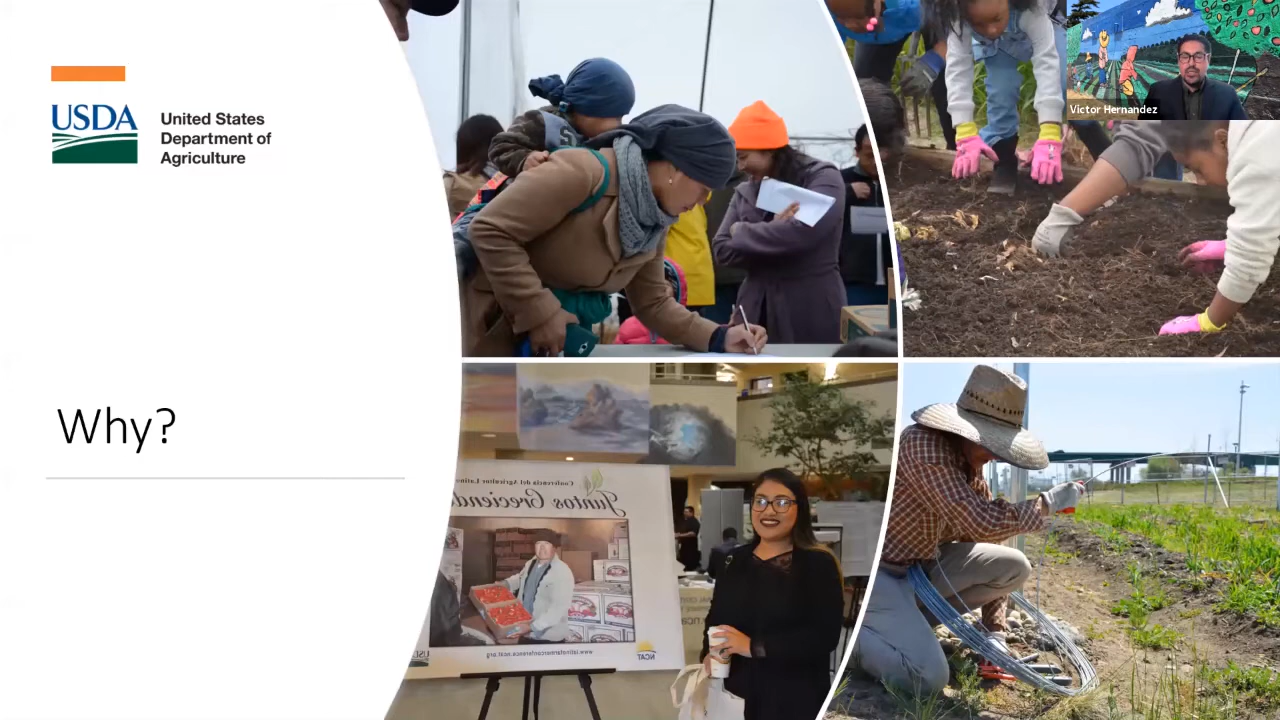 USDA
United States
Department of
Agriculture
Why?
Victor Hernandez
Conferencia del Agricultor Latino
Juntos Creciendo
www.latinofarmerconference.ncat.org
NCAT